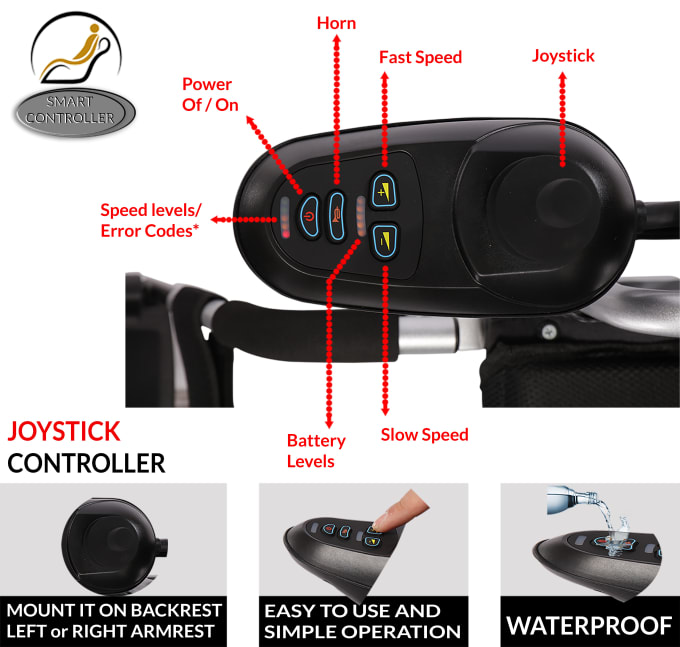 Horn
Fast Speed
Joystick
Power
Of / On
SMART
CONTROLLER
Speed levels/
Error Codes*
+
-
Battery
Levels
Slow Speed
JOYSTICK
CONTROLLER
MOUNT IT ON BACKREST
LEFT or RIGHT ARMREST
EASY TO USE AND
SIMPLE OPERATION
WATERPROOF